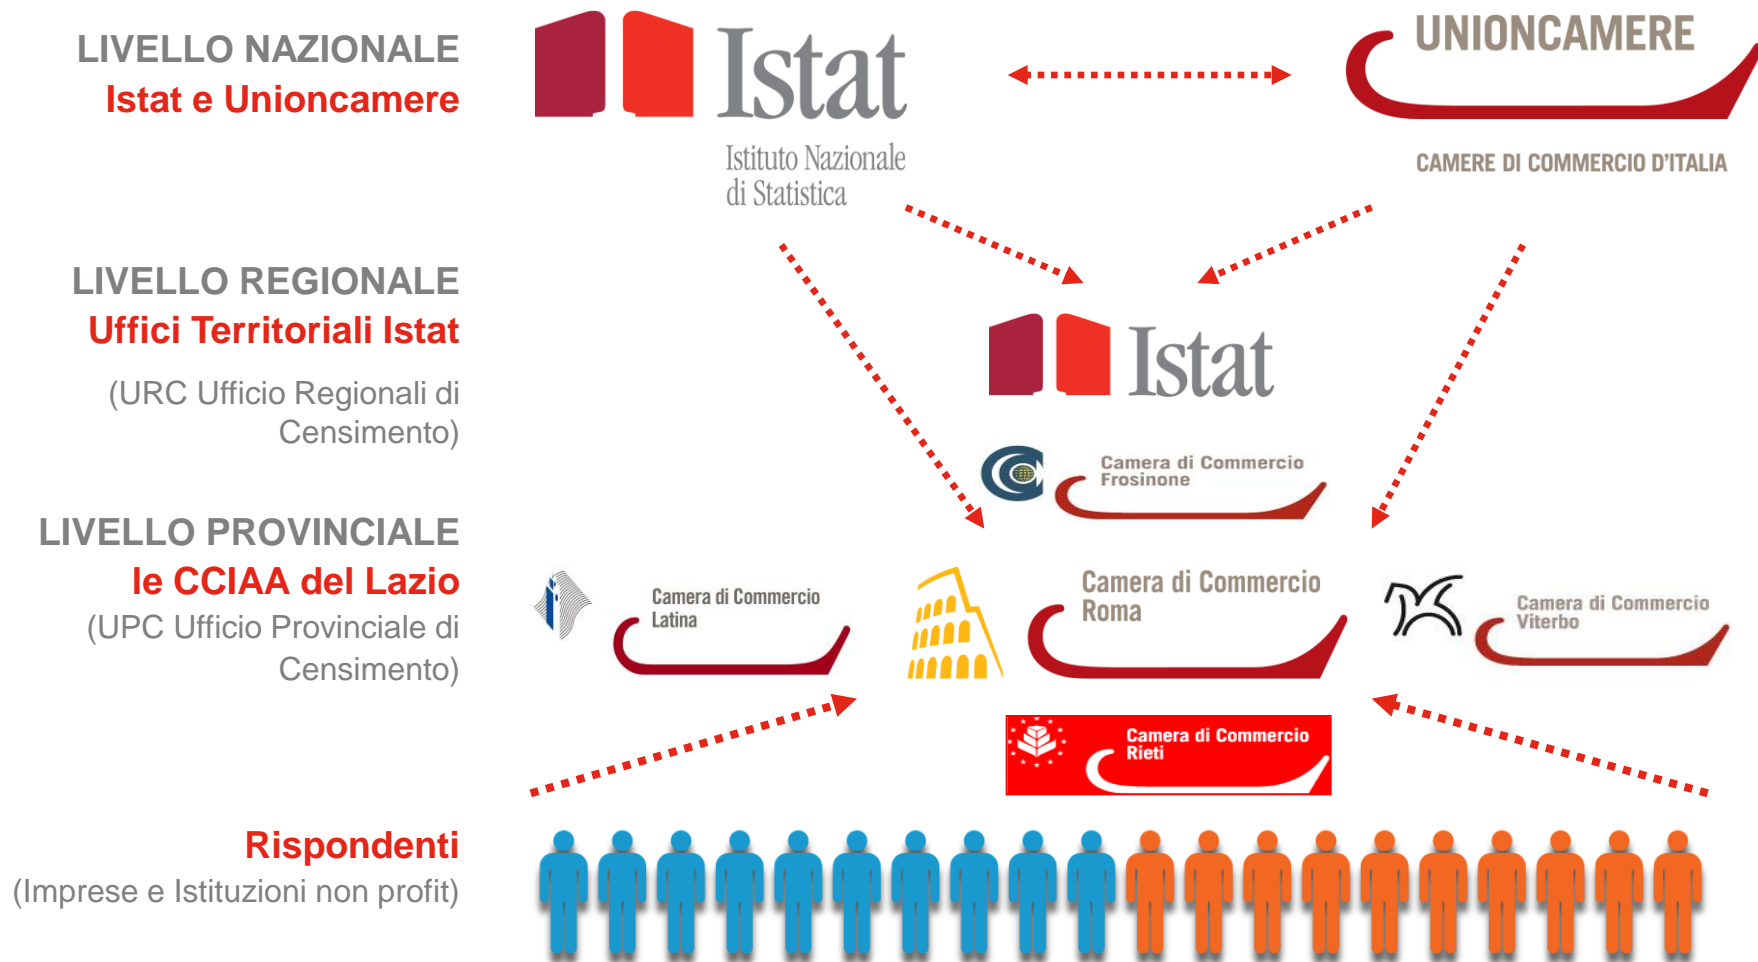 LIVELLO NAZIONALE
Istat e Unioncamere
Istat
Istituto Nazionale
di Statistica
UNIONCAMERE
CAMERE DI COMMERCIO D'ITALIA
LIVELLO REGIONALE
Uffici Territoriali Istat
(URC Ufficio Regionali di
Censimento)
Istat
Camera di Commercio
Frosinone
LIVELLO PROVINCIALE
le CCIAA del Lazio
(UPC Ufficio Provinciale di
Censimento)
Camera di Commercio
Latina
Camera di Commercio
Roma
Camera di Commercio
Viterbo
Camera di Commercio
Rieti
Rispondenti
(Imprese e Istituzioni non profit)